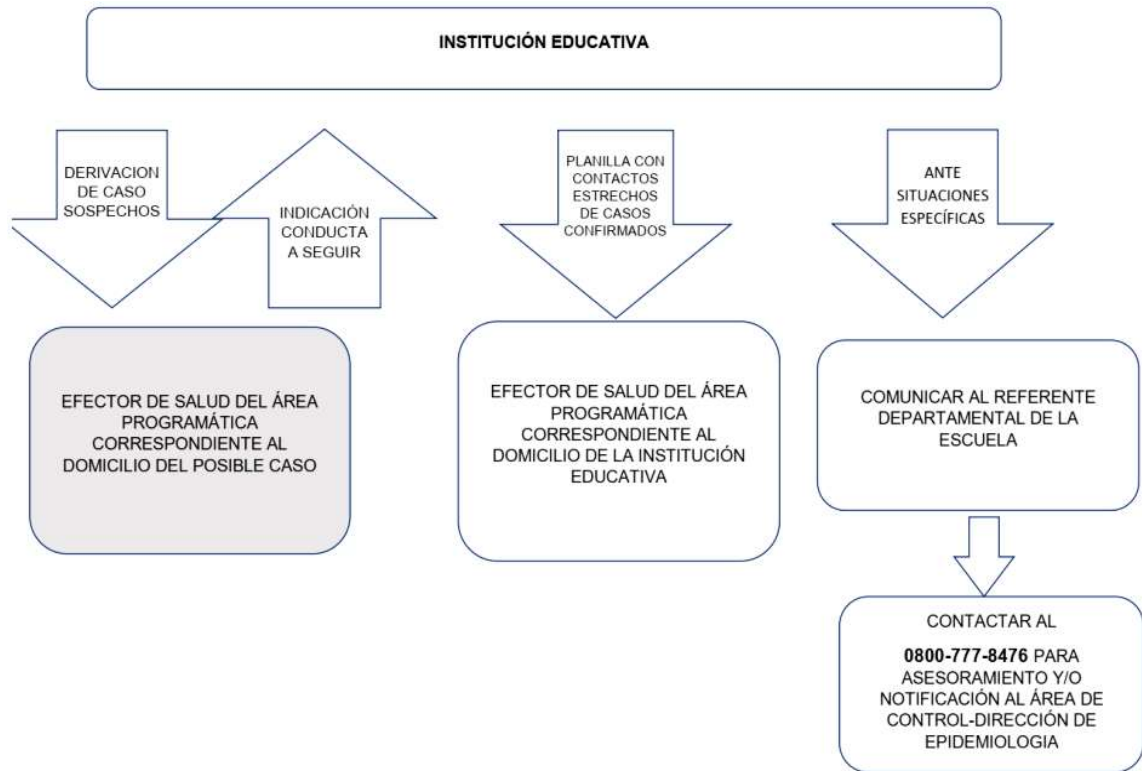 INSTITUCIÓN EDUCATIVA
DERIVACION
DE CASO
SOSPECHOS
INDICACIÓN
CONDUCTA
A SEGUIR
PLANILLA CON
CONTACTOS
ESTRECHOS
DE CASOS
CONFIRMADOS
ANTE
SITUACIONES
ESPECÍFICAS
EFECTOR DE SALUD DEL ÁREA
PROGRAMÁTICA
CORRESPONDIENTE AL
DOMICILIO DEL POSIBLE CASO
EFECTOR DE SALUD DEL ÁREA
PROGRAMÁTICA
CORRESPONDIENTE AL
DOMICILIO DE LA INSTITUCIÓN
EDUCATIVA
COMUNICAR AL REFERENTE
DEPARTAMENTAL DE LA
ESCUELA
CONTACTAR AL
0800-777-8476 PARA
ASESORAMIENTO Y/O
NOTIFICACIÓN AL ÁREA DE
CONTROL-DIRECCIÓN DE
EPIDEMIOLOGIA